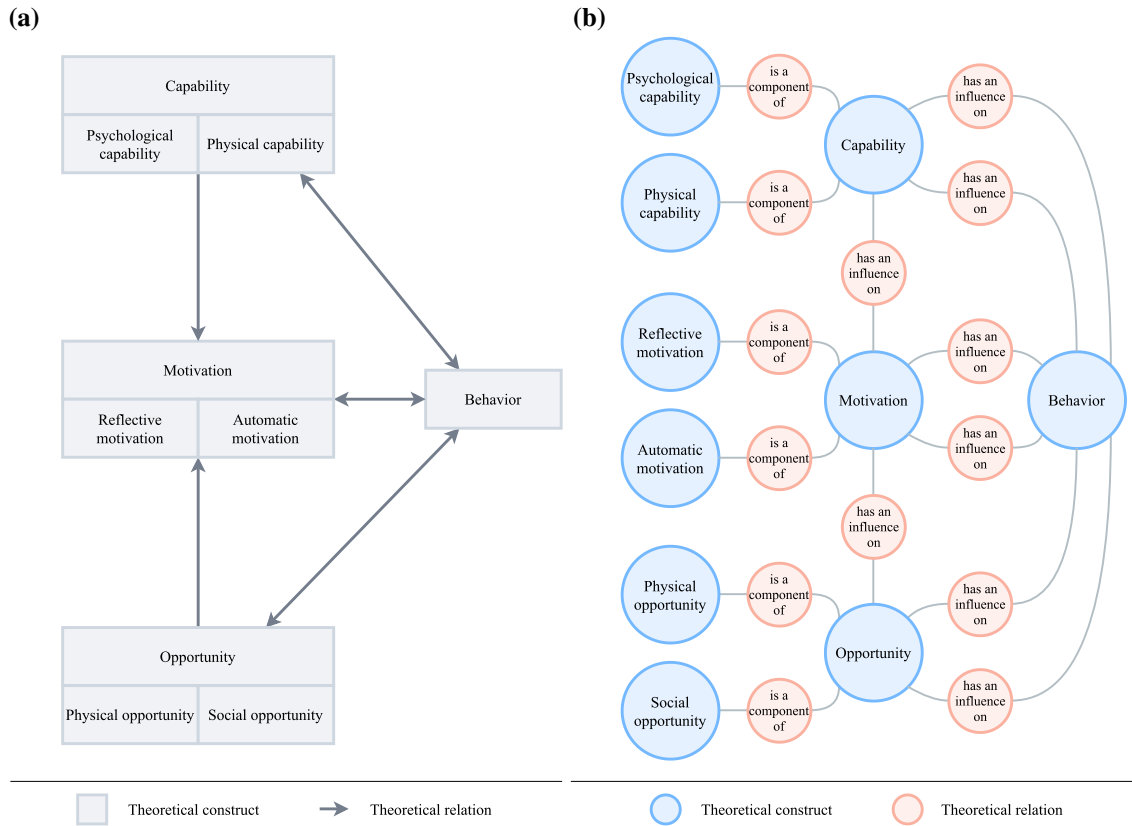 (a)
Capability
Psychological
capability
Physical capability
Motivation
Reflective
motivation
Automatic
motivation
Behavior
Opportunity
Physical opportunity
Social opportunity
Theoretical construct
Theoretical relation
(b)
Psychological
capability
is a
component
of
Physical
capability
is a
component
of
Capability
has an
influence
on
has an
influence
on
has an
influence
on
Reflective
motivation
is a
component
of
Automatic
motivation
is a
component
of
Motivation
has an
influence
on
has an
influence
on
Behavior
has an
influence
on
Physical
opportunity
is a
component
of
Social
opportunity
is a
component
of
Opportunity
has an
influence
on
has an
influence
on
Theoretical construct
Theoretical relation